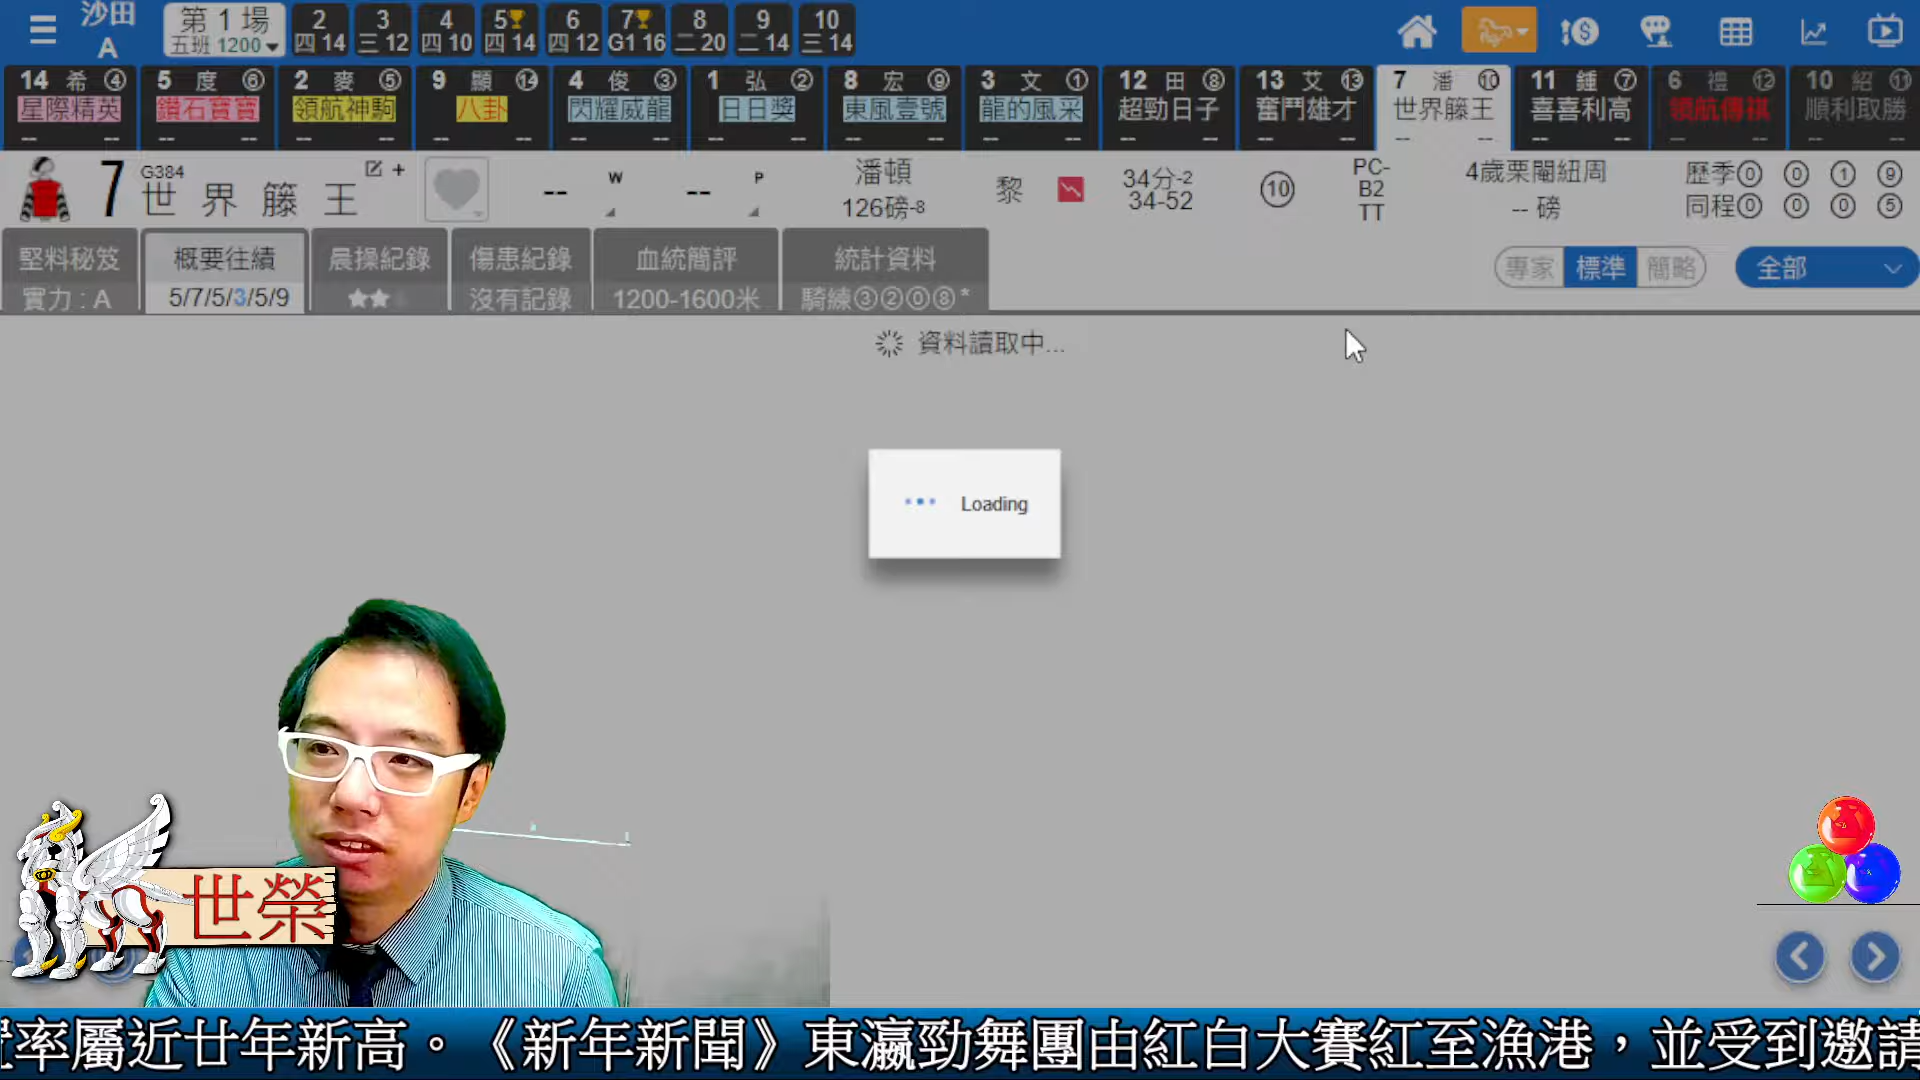 沙田
A
第 1 場
五班 1200
2
四 14
3
三 12
4
四 10
5
四 14
6
四 12
7
G1 16
8
二 20
9
二 14
10
三 14
14 希 ④
星際精英
-- --
5 度 ⑥
鑽石寶寶
-- --
2 麥 ⑤
領航神駒
-- --
9 顯 ⑭
八卦
-- --
4 俊 ③
閃耀威龍
-- --
1 弘 ②
日日獎
-- --
8 宏 ⑨
東風壹號
-- --
3 文 ①
龍的風采
-- --
12 田 ⑧
超勁日子
-- --
13 艾 ⑬
奮鬥雄才
-- --
7 潘 ⑩
世界籐王
-- --
11 鍾 ⑦
喜喜利高
-- --
6 禮 ⑫
領航傳祺
-- --
10 紹 ⑪
順利取勝
-- --
7
G384
世界籐王
-- W
-- P
潘頓
126磅-8
黎
34分-2
34-52
⑩
PC-
B2
TT
4歲栗閹紐周
-- 磅
歷季⓪ ⓪ ① ⑨
同程⓪ ⓪ ⓪ ⑤
堅料秘笈
實力 : A
概要往績
5/7/5/3/5/9
晨操紀錄
★★
傷患紀錄
沒有記錄
血統簡評
1200-1600米
統計資料
騎練③②⓪⑧*
專家
標準
簡略
全部
資料讀取中...
Loading
世榮
率屬近廿年新高。《新年新聞》東瀛勁舞團由紅白大賽紅至漁港，並受到邀請